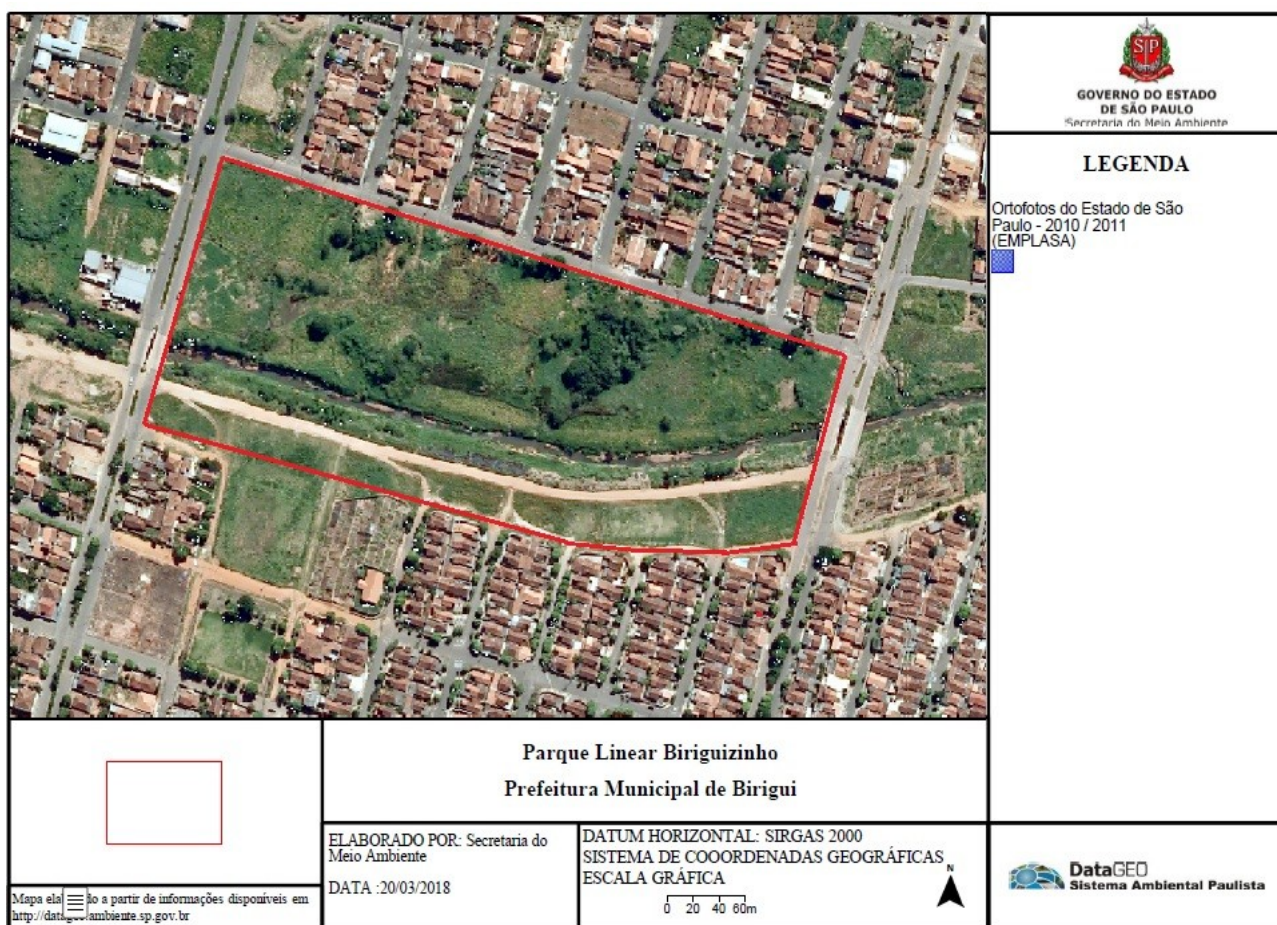 GOVERNO DO ESTADO
DE SÃO PAULO
Secretaria do Meio Ambiente
LEGENDA
Ortofotos do Estado de São
Paulo - 2010 / 2011
(EMPLASA)
Parque Linear Biriguizinho
Prefeitura Municipal de Birigui
ELABORADO POR: Secretaria do
Meio Ambiente
DATA :20/03/2018
DATUM HORIZONTAL: SIRGAS 2000
SISTEMA DE COOORDENADAS GEOGRÁFICAS
ESCALA GRÁFICA
0 20 40 60m
N
Mapa ela do a partir de informações disponíveis em
http://datag ambiente.sp.gov.br
DataGEO
Sistema Ambiental Paulista